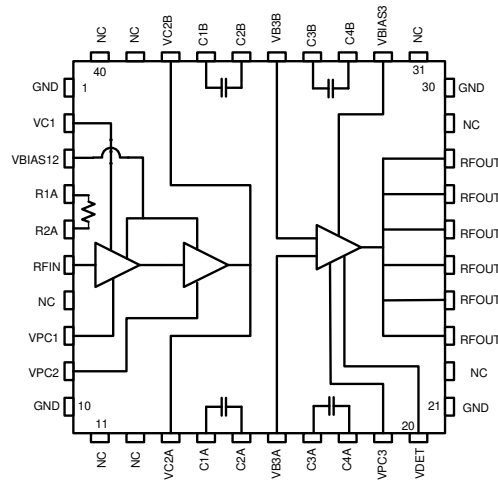 NC
NC
VC2B
C1B
C2B
VB3B
C3B
C4B
VBIAS3
NC
40
31
GND
1
30
GND
VC1
NC
VBIAS12
RFOUT
R1A
RFOUT
R2A
RFOUT
RFIN
RFOUT
NC
RFOUT
VPC1
RFOUT
VPC2
NC
GND
10
21
GND
11
20
NC
NC
VC2A
C1A
C2A
VB3A
C3A
C4A
VPC3
VDET